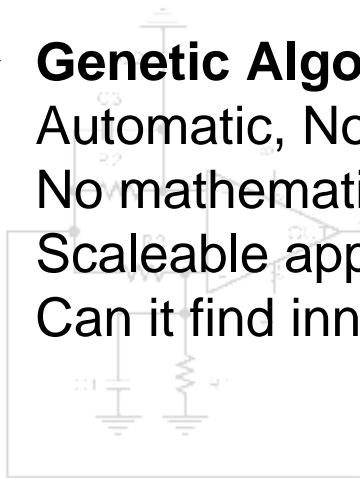 Genetic Algo
Automatic, No
No mathemati
Scaleable app
Can it find inn